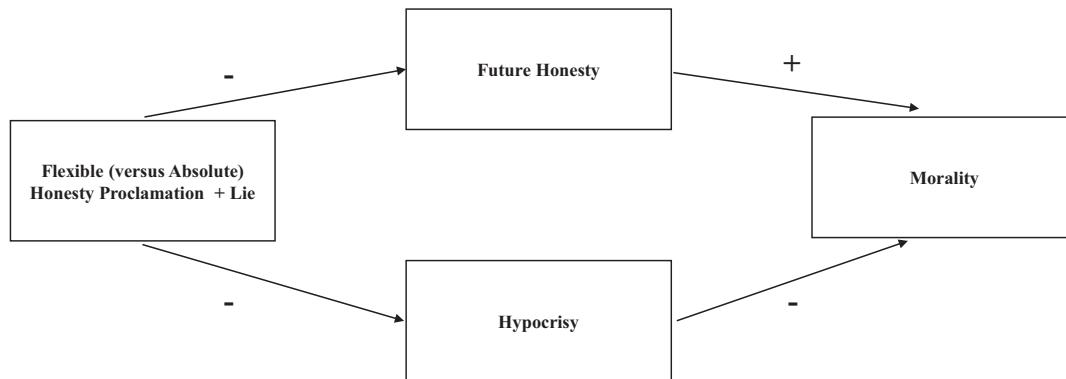 -
Future Honesty
+
Flexible (versus Absolute)
Honesty Proclamation + Lie
Morality
-
Hypocrisy
-